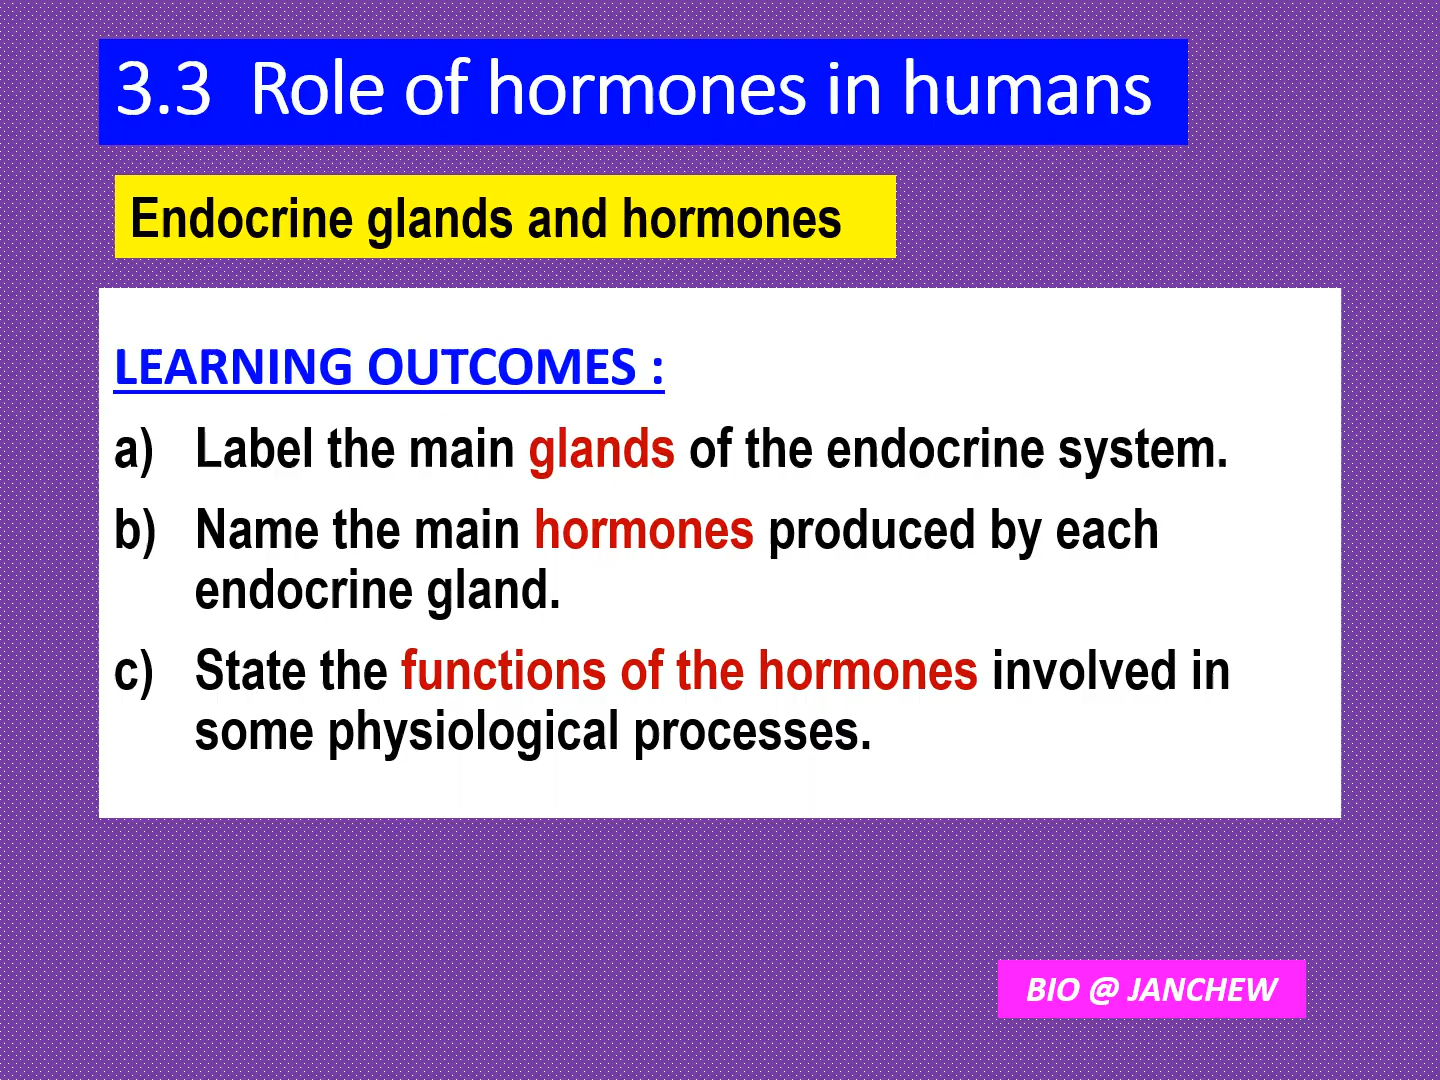 3.3 Role of hormones in humans
Endocrine glands and hormones
LEARNING OUTCOMES :
a) Label the main glands of the endocrine system.
b) Name the main hormones produced by each
endocrine gland.
c) State the functions of the hormones involved in
some physiological processes.
BIO @ JANCHEW